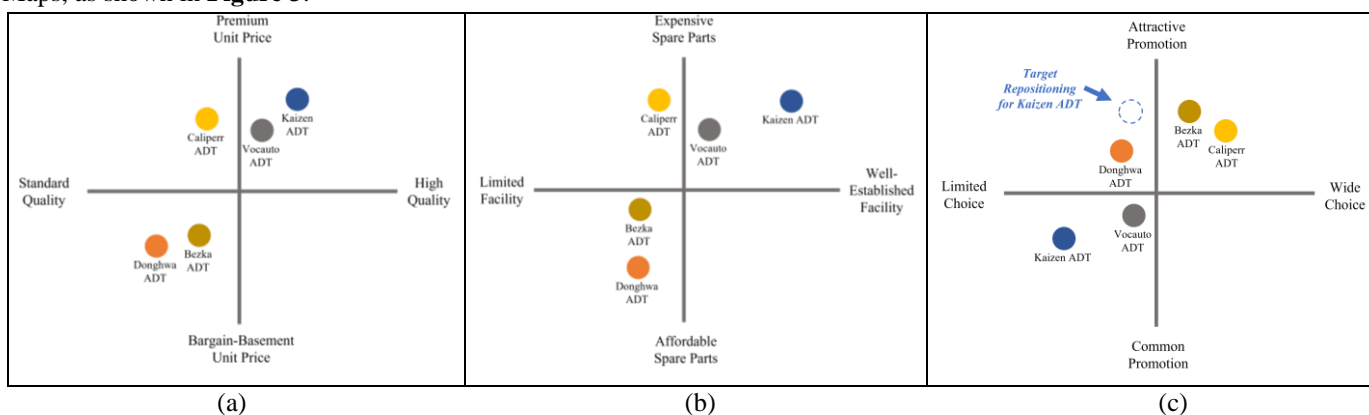 Maps, as shown in Figure 3.
Premium
Unit Price
Kaizen
ADT
Caliperr
ADT
Vocauto
ADT
Standard
Quality
High
Quality
Donghwa
ADT
Bezka
ADT
Bargain-Basement
Unit Price
(a)
Expensive
Spare Parts
Caliperr
ADT
Vocauto
ADT
Kaizen ADT
Limited
Facility
Well-
Established
Facility
Bezka
ADT
Donghwa
ADT
Affordable
Spare Parts
(b)
Attractive
Promotion
Target
Repositioning
for Kaizen ADT
Bezka
ADT
Caliperr
ADT
Donghwa
ADT
Limited
Choice
Wide
Choice
Vocauto
ADT
Kaizen ADT
Common
Promotion
(c)